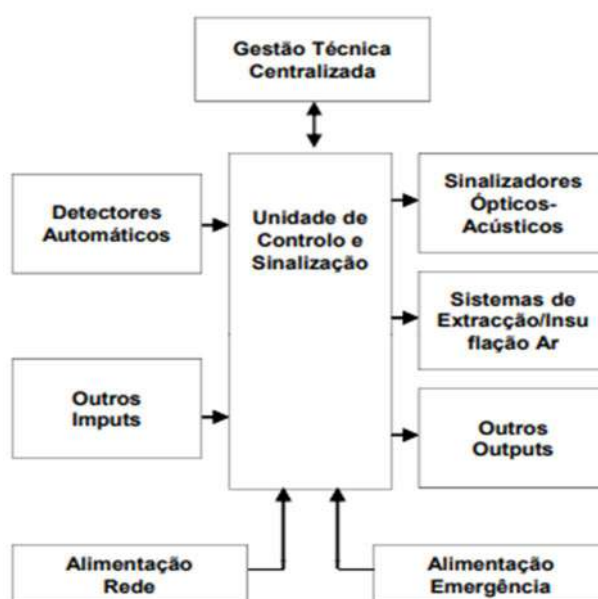 Gestão Técnica
Centralizada
Detectores
Automáticos
Unidade de
Controlo e
Sinalização
Sinalizadores
Ópticos-
Acústicos
Sistemas de
Extracção/Insu
flação Ar
Outros
Imputs
Outros
Outputs
Alimentação
Rede
Alimentação
Emergência